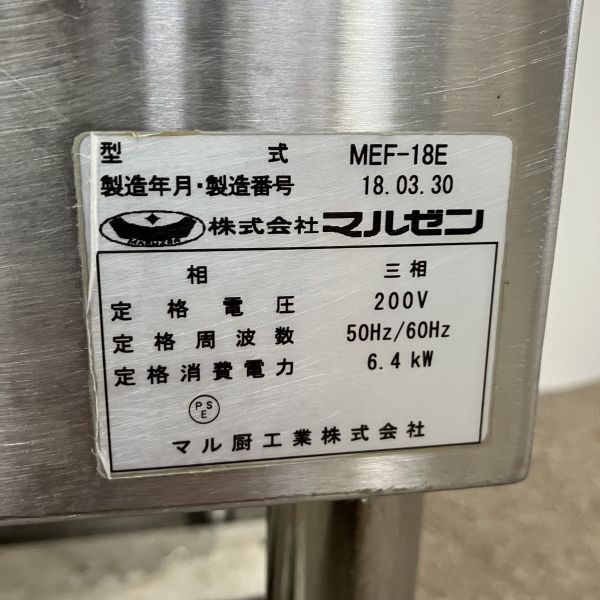 型式 MEF-18E
製造年月・製造番号 18.03.30
MARUZEN 株式会社マルゼン
相 三相
定格電圧 200V
定格周波数 50Hz/60Hz
定格消費電力 6.4 kW
PSE
マル厨工業株式会社